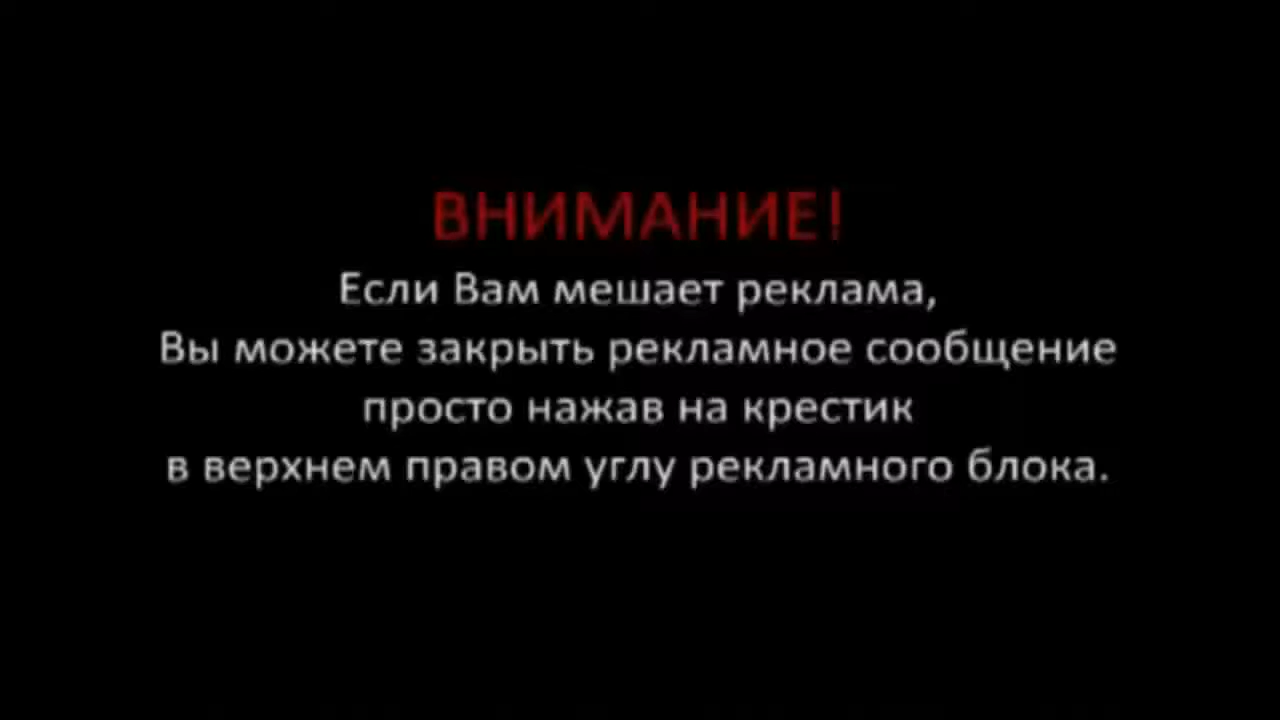 ВНИМАНИЕ!
Если Вам мешает реклама,
Вы можете закрыть рекламное сообщение
просто нажав на крестик
в верхнем правом углу рекламного блока.